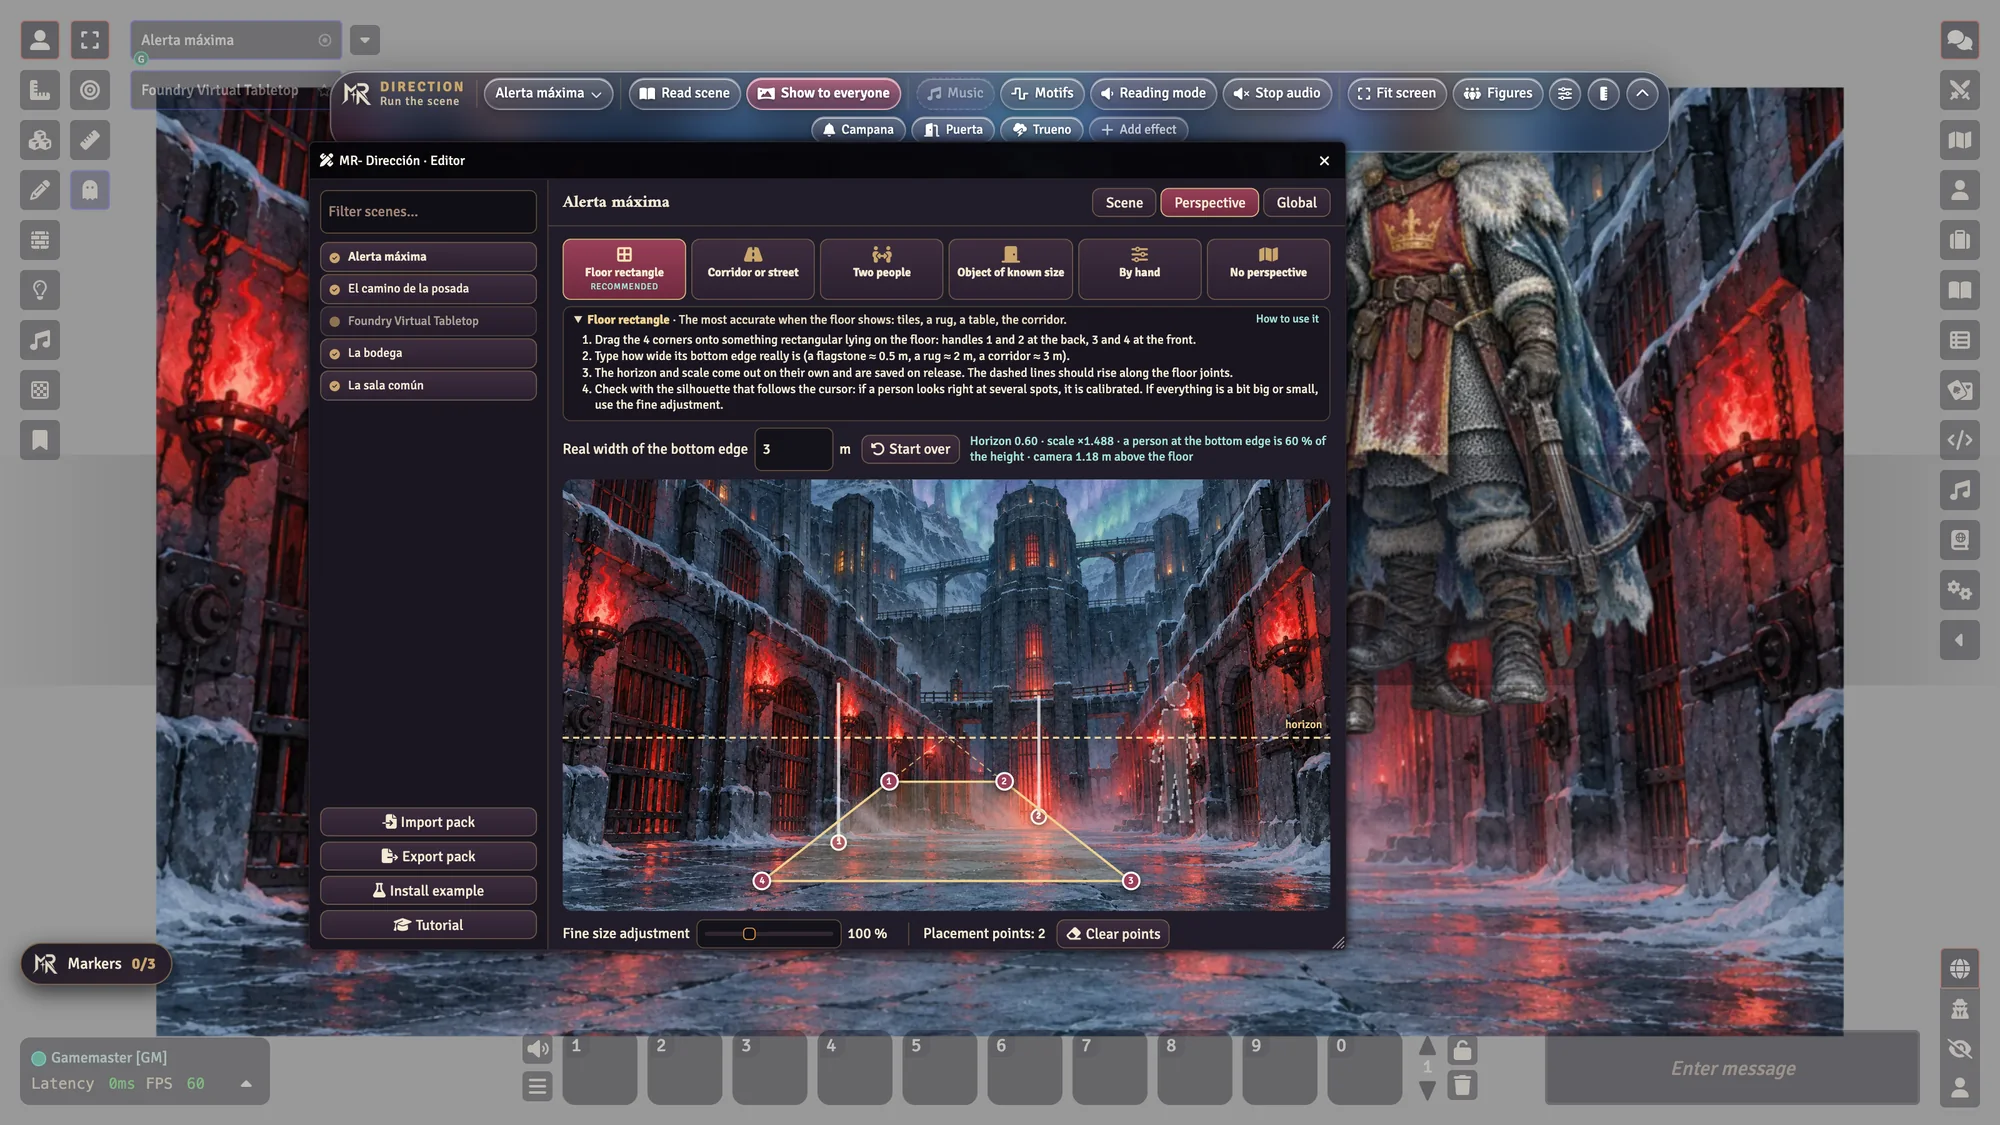 Alerta máxima
G
Foundry Virtual Tabletop
MR DIRECTION
Run the scene
Alerta máxima
Read scene
Show to everyone
Music
Motifs
Reading mode
Stop audio
Fit screen
Figures
Campana
Puerta
Trueno
+ Add effect
MR- Dirección · Editor
Filter scenes...
Alerta máxima
El camino de la posada
Foundry Virtual Tabletop
La bodega
La sala común
Import pack
Export pack
Install example
Tutorial
Alerta máxima
Scene
Perspective
Global
Floor rectangle
RECOMMENDED
Corridor or street
Two people
Object of known size
By hand
No perspective
Floor rectangle · The most accurate when the floor shows: tiles, a rug, a table, the corridor.
How to use it
1. Drag the 4 corners onto something rectangular lying on the floor: handles 1 and 2 at the back, 3 and 4 at the front.
2. Type how wide its bottom edge really is (a flagstone ≈ 0.5 m, a rug ≈ 2 m, a corridor ≈ 3 m).
3. The horizon and scale come out on their own and are saved on release. The dashed lines should rise along the floor joints.
4. Check with the silhouette that follows the cursor: if a person looks right at several spots, it is calibrated. If everything is a bit big or small,
use the fine adjustment.
Real width of the bottom edge
3
m
Start over
Horizon 0.60 · scale ×1.488 · a person at the bottom edge is 60 % of
the height · camera 1.18 m above the floor
horizon
1
2
1
2
4
3
Fine size adjustment
100 %
Placement points: 2
Clear points
MR Markers 0/3
Gamemaster [GM]
Latency 0ms FPS 60
1
2
3
4
5
6
7
8
9
0
1
Enter message